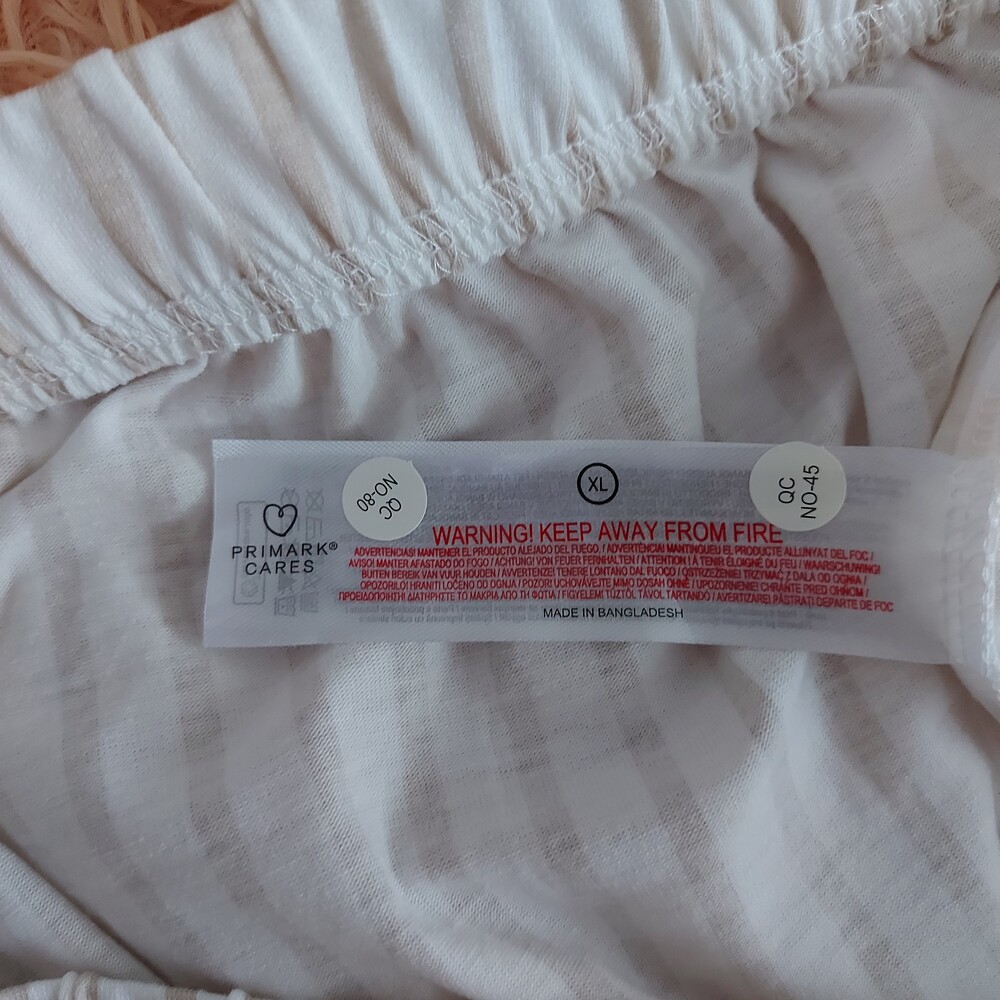 PRIMARK®
CARES
QC
NO-80
XL
QC
NO-45
WARNING! KEEP AWAY FROM FIRE
ADVERTENCIAS! MANTENER EL PRODUCTO ALEJADO DEL FUEGO. / ADVERTÈNCIA! MANTINGUEU EL PRODUCTE ALLUNYAT DEL FOC /
AVISO! MANTER AFASTADO DO FOGO / ACHTUNG! VON FEUER FERNHALTEN / ATTENTION ! À TENIR ÉLOIGNÉ DU FEU / WAARSCHUWING!
BUITEN BEREIK VAN VUUR HOUDEN / AVVERTENZE! TENERE LONTANO DAL FUOCO / OSTRZEŻENIE! TRZYMAĆ Z DALA OD OGNIA /
OPOZORILO! HRANITI LOČENO OD OGNJA / POZOR! UCHOVÁVEJTE MIMO DOSAH OHNĚ / UPOZORNENIE! CHRÁŇTE PRED OHŇOM /
ΠΡΟΕΙΔΟΠΟΙΗΣΗ! ΔΙΑΤΗΡΗΣΤΕ ΤΟ ΜΑΚΡΙΑ ΑΠΟ ΤΗ ΦΩΤΙΑ / FIGYELEM! TŰZTŐL TÁVOL TARTANDÓ / AVERTIZARE! PĂSTRAȚI DEPARTE DE FOC
MADE IN BANGLADESH